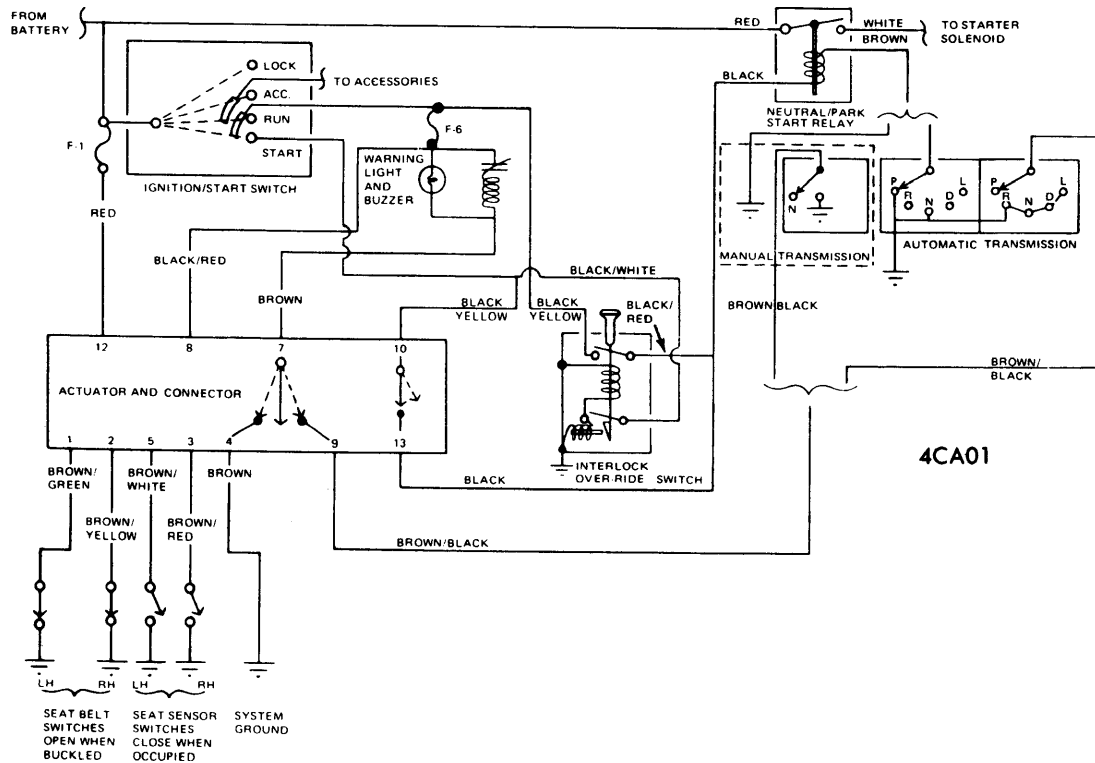 FROM
BATTERY
RED
WHITE
BROWN
TO STARTER
SOLENOID
LOCK
TO ACCESSORIES
ACC.
RUN
START
F-1
F-6
IGNITION/START SWITCH
WARNING
LIGHT
AND
BUZZER
BLACK
NEUTRAL/PARK
START RELAY
N
MANUAL TRANSMISSION
P
R
N
D
L
P
R
N
D
L
AUTOMATIC TRANSMISSION
RED
BLACK/RED
BROWN
BLACK
YELLOW
BLACK/WHITE
BLACK
YELLOW
BLACK/
RED
BROWN/BLACK
BROWN/
BLACK
12
8
7
10
ACTUATOR AND CONNECTOR
1
2
5
3
4
9
13
INTERLOCK
OVER-RIDE SWITCH
4CA01
BROWN/
GREEN
BROWN/
YELLOW
BROWN/
WHITE
BROWN/
RED
BROWN
BLACK
BROWN/BLACK
LH
RH
LH
RH
SEAT BELT
SWITCHES
OPEN WHEN
BUCKLED
SEAT SENSOR
SWITCHES
CLOSE WHEN
OCCUPIED
SYSTEM
GROUND